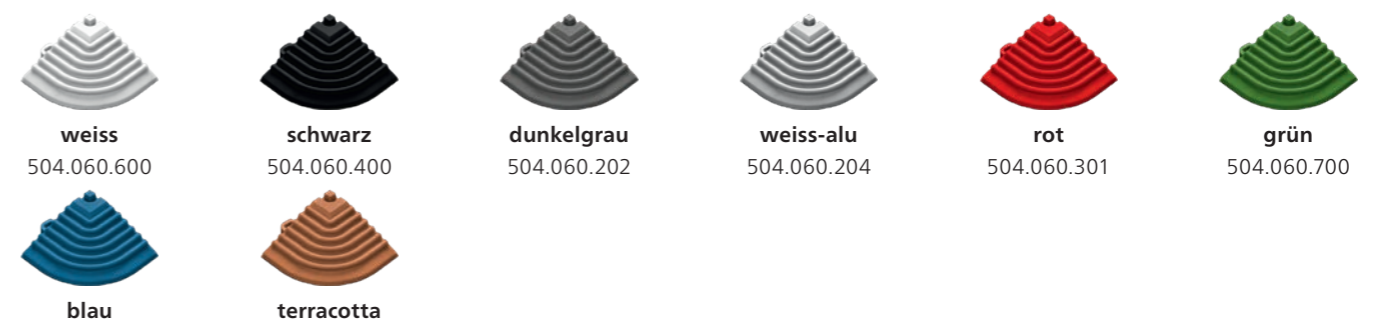 weiss schwarz dunkelgrau weiss-alu rot grün
504.060.600 504.060.400 504.060.202 504.060.204 504.060.301 504.060.700
blau terracotta